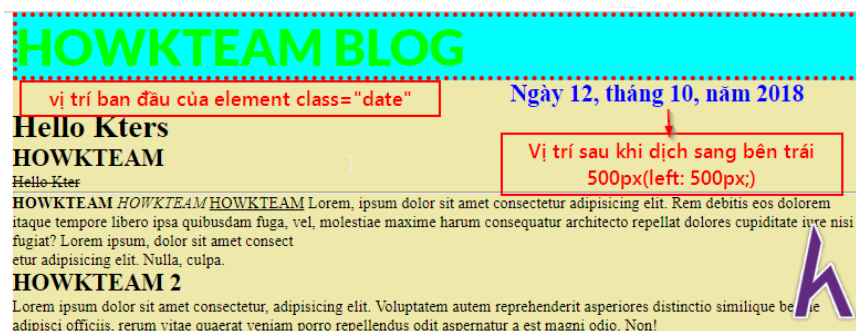 HOWKTEAM BLOG
vị trí ban đầu của element class="date"
Ngày 12, tháng 10, năm 2018
Hello Kters
HOWKTEAM
Vị trí sau khi dịch sang bên trái
500px(left: 500px;)
Hello Kter
HOWKTEAM HOWKTEAM HOWKTEAM Lorem, ipsum dolor sit amet consectetur adipisicing elit. Rem debitis eos dolorem
itaque tempore libero ipsa quibusdam fuga, vel, molestiae maxime harum consequatur architecto repellat dolores cupiditate iure nisi
fugiat? Lorem ipsum, dolor sit amet consect
etur adipisicing elit. Nulla, culpa.
HOWKTEAM 2
Lorem ipsum dolor sit amet consectetur, adipisicing elit. Voluptatem autem reprehenderit asperiores distinctio similique
adipisci officiis, rerum vitae quaerat veniam porro repellendus odit aspernatur a est magni odio. Non!